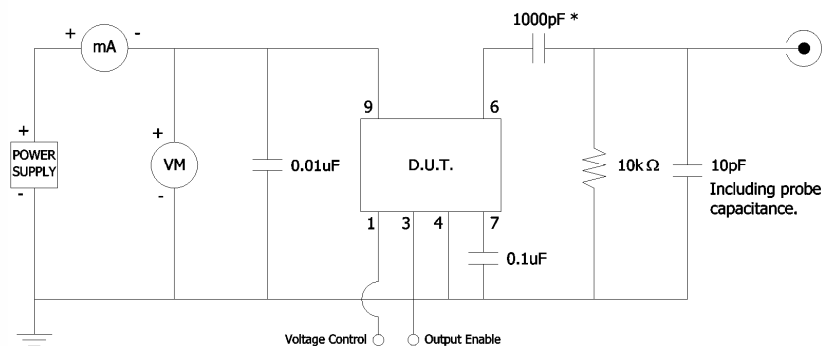 1000pF *
+ mA -
9 6
+
POWER
SUPPLY
-
+
VM
-
0.01uF
D.U.T.
10kΩ
10pF
Including probe
capacitance.
1 3 4 7
0.1uF
Voltage Control
Output Enable